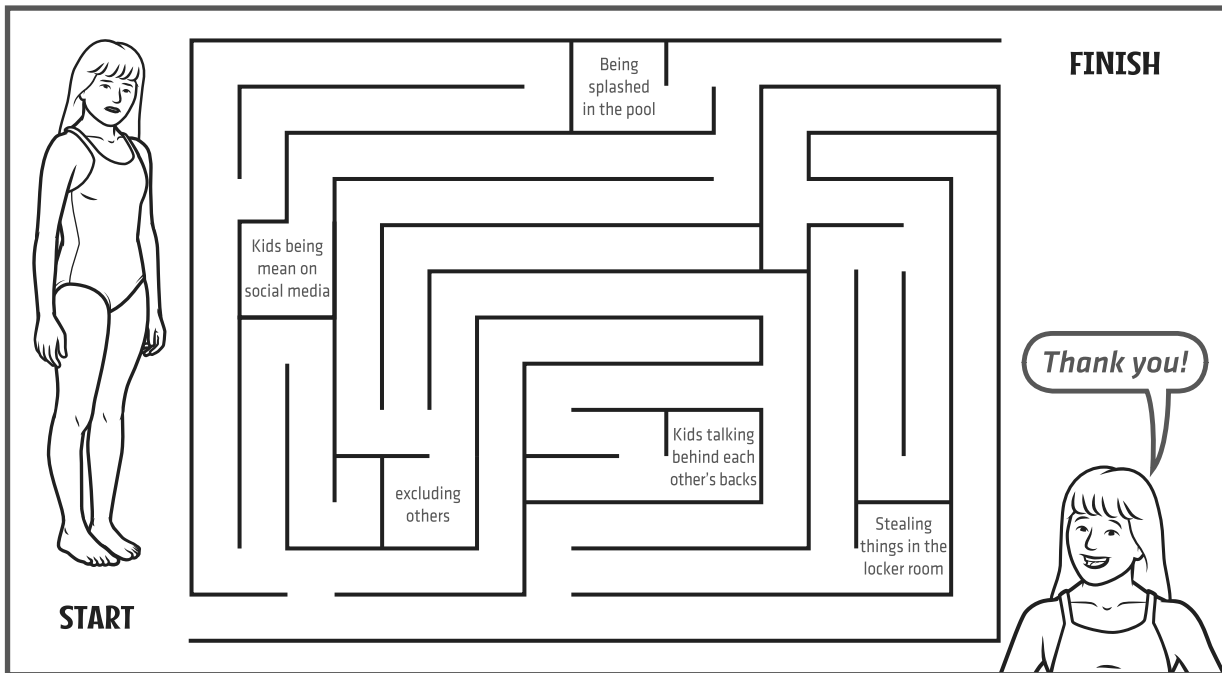 Being
splashed
in the pool
FINISH
Kids being
mean on
social media
Thank you!
Kids talking
behind each
other's backs
excluding
others
Stealing
things in the
locker room
START